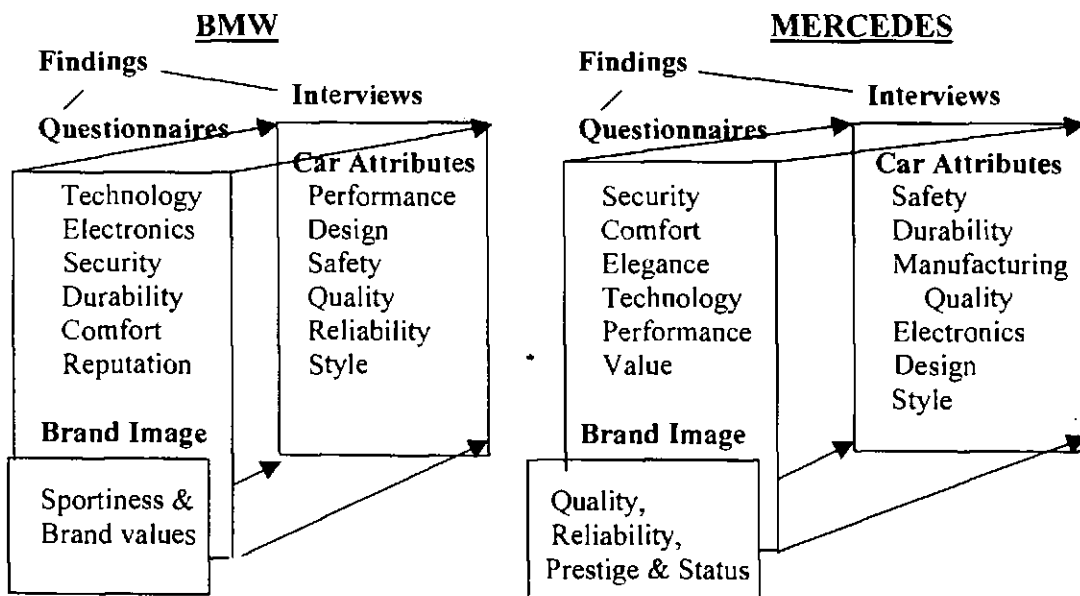 BMW
Findings
Interviews
Questionnaires
Car Attributes
Technology
Electronics
Security
Durability
Comfort
Reputation
Performance
Design
Safety
Quality
Reliability
Style
Brand Image
Sportiness &
Brand values
MERCEDES
Findings
Interviews
Questionnaires
Car Attributes
Security
Comfort
Elegance
Technology
Performance
Value
Safety
Durability
Manufacturing
Quality
Electronics
Design
Style
Brand Image
Quality,
Reliability,
Prestige & Status